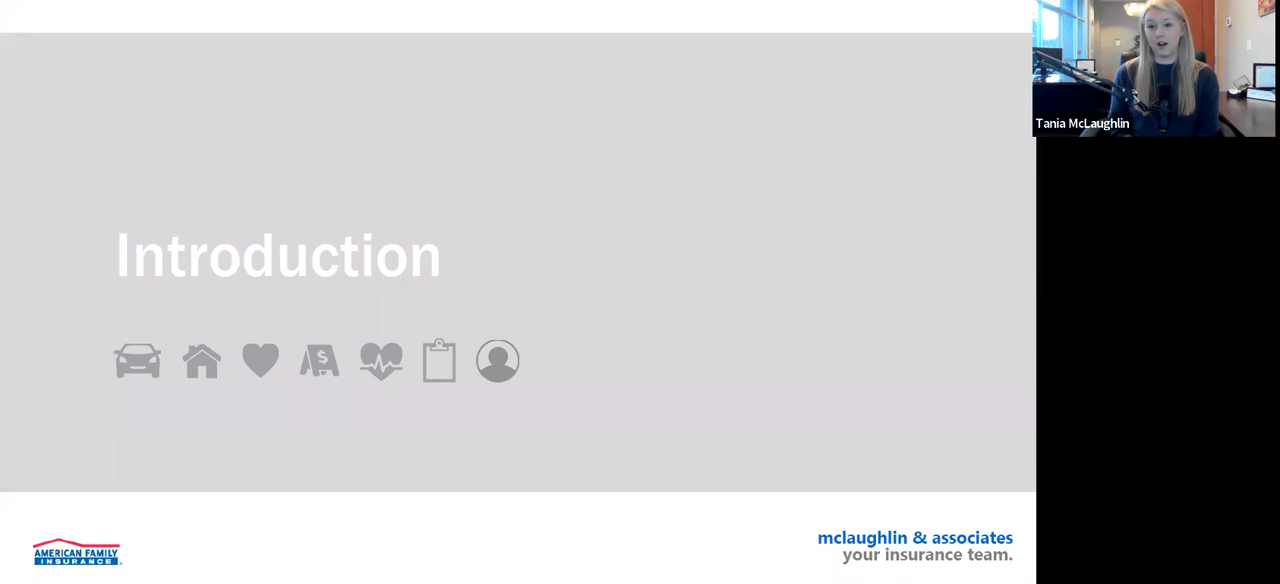 Tania McLaughlin
Introduction
$
AMERICAN FAMILY
INSURANCE
mclaughlin & associates
your insurance team.